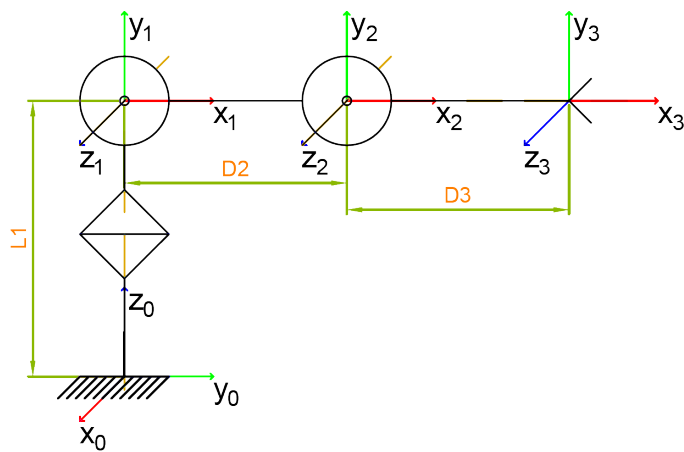 y₁ y₂ y₃
x₁ x₂ x₃
z₁ z₂ z₃
D2
D3
L1
z₀
y₀
x₀